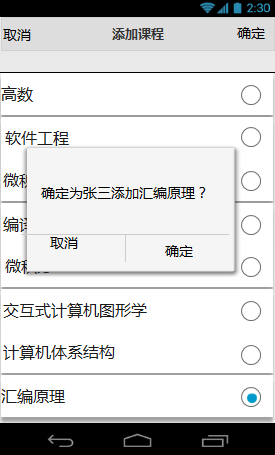 2:30
取消 添加课程 确定
高数
软件工程
微积
确定为张三添加汇编原理？
编译
取消 确定
微积
交互式计算机图形学
计算机体系结构
汇编原理